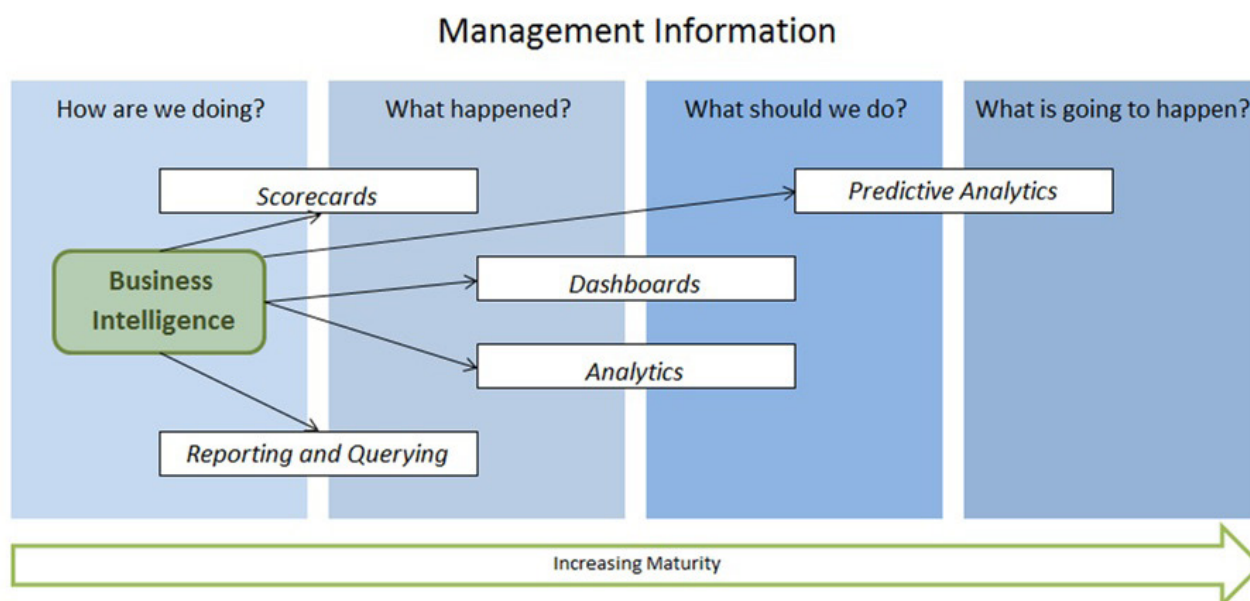 Management Information
How are we doing?
What happened?
What should we do?
What is going to happen?
Scorecards
Predictive Analytics
Business
Intelligence
Dashboards
Analytics
Reporting and Querying
Increasing Maturity